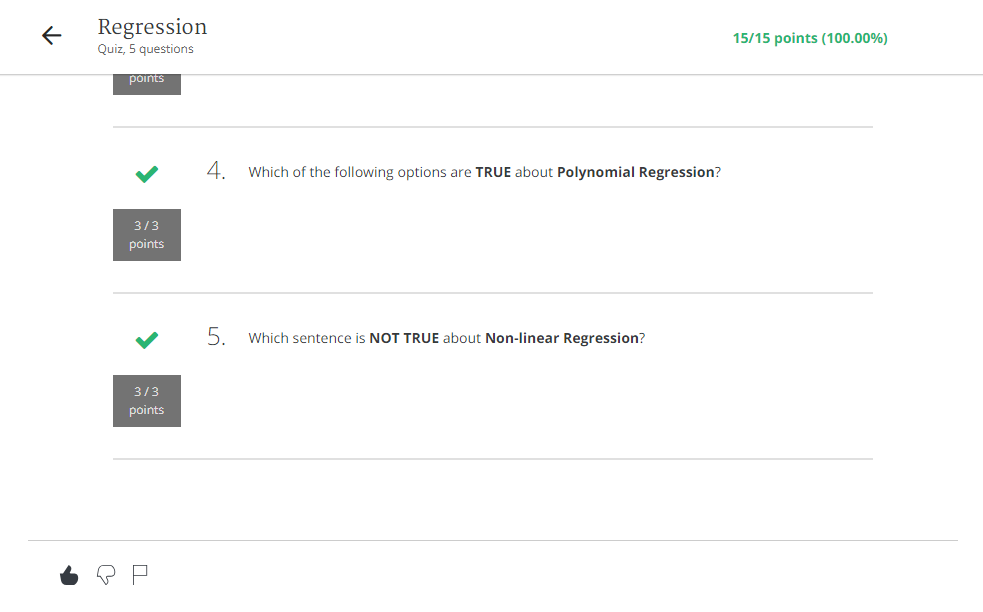 Regression
Quiz, 5 questions
15/15 points (100.00%)
points
4. Which of the following options are TRUE about Polynomial Regression?
3 / 3
points
5. Which sentence is NOT TRUE about Non-linear Regression?
3 / 3
points